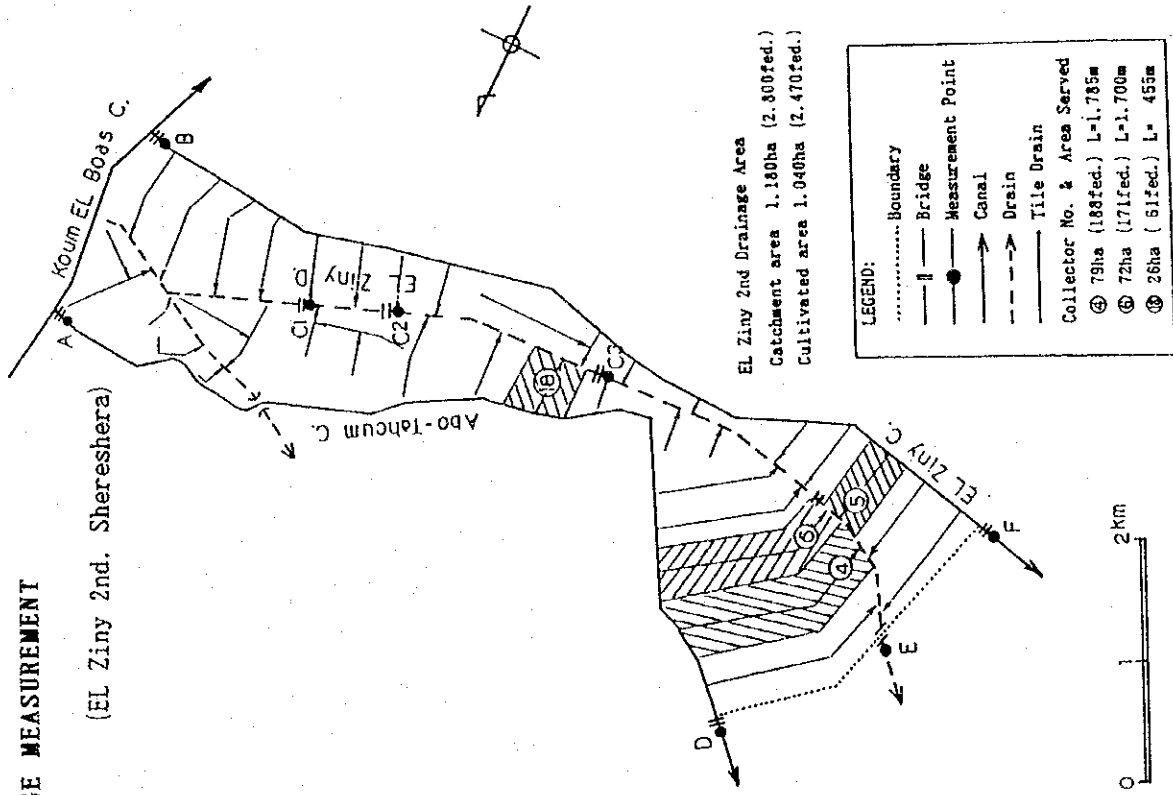 GE MEASUREMENT
(EL Ziny 2nd. Shereshera)
Koum EL Boas C.
A
B
EL Ziny D.
C1
C2
Abo-Tahcum C.
18
C3
EL Ziny C.
5
6
4
D
E
F
EL Ziny 2nd Drainage Area
Catchment area 1.180ha (2.800fed.)
Cultivated area 1.040ha (2.470fed.)
LEGEND:
Boundary
Bridge
Measurement Point
Canal
Drain
Tile Drain
Collector No. & Area Served
④ 79ha (188fed.) L=1.785m
⑥ 72ha (171fed.) L=1.700m
⑱ 26ha ( 61fed.) L= 455m
0 1 2km